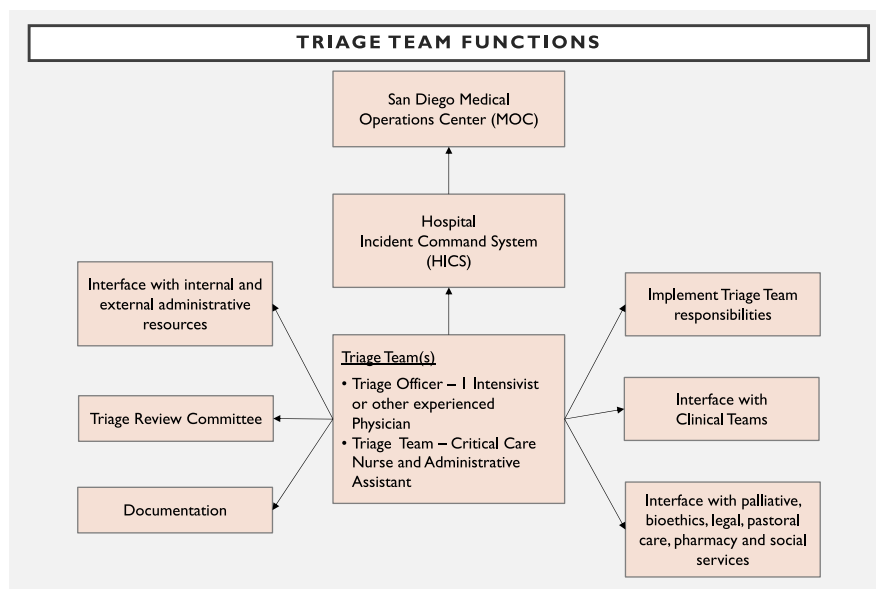 TRIAGE TEAM FUNCTIONS
San Diego Medical
Operations Center (MOC)
Hospital
Incident Command System
(HICS)
Interface with internal and
external administrative
resources
Triage Review Committee
Documentation
Triage Team(s)
• Triage Officer – 1 Intensivist
or other experienced
Physician
• Triage Team – Critical Care
Nurse and Administrative
Assistant
Implement Triage Team
responsibilities
Interface with
Clinical Teams
Interface with palliative,
bioethics, legal, pastoral
care, pharmacy and social
services